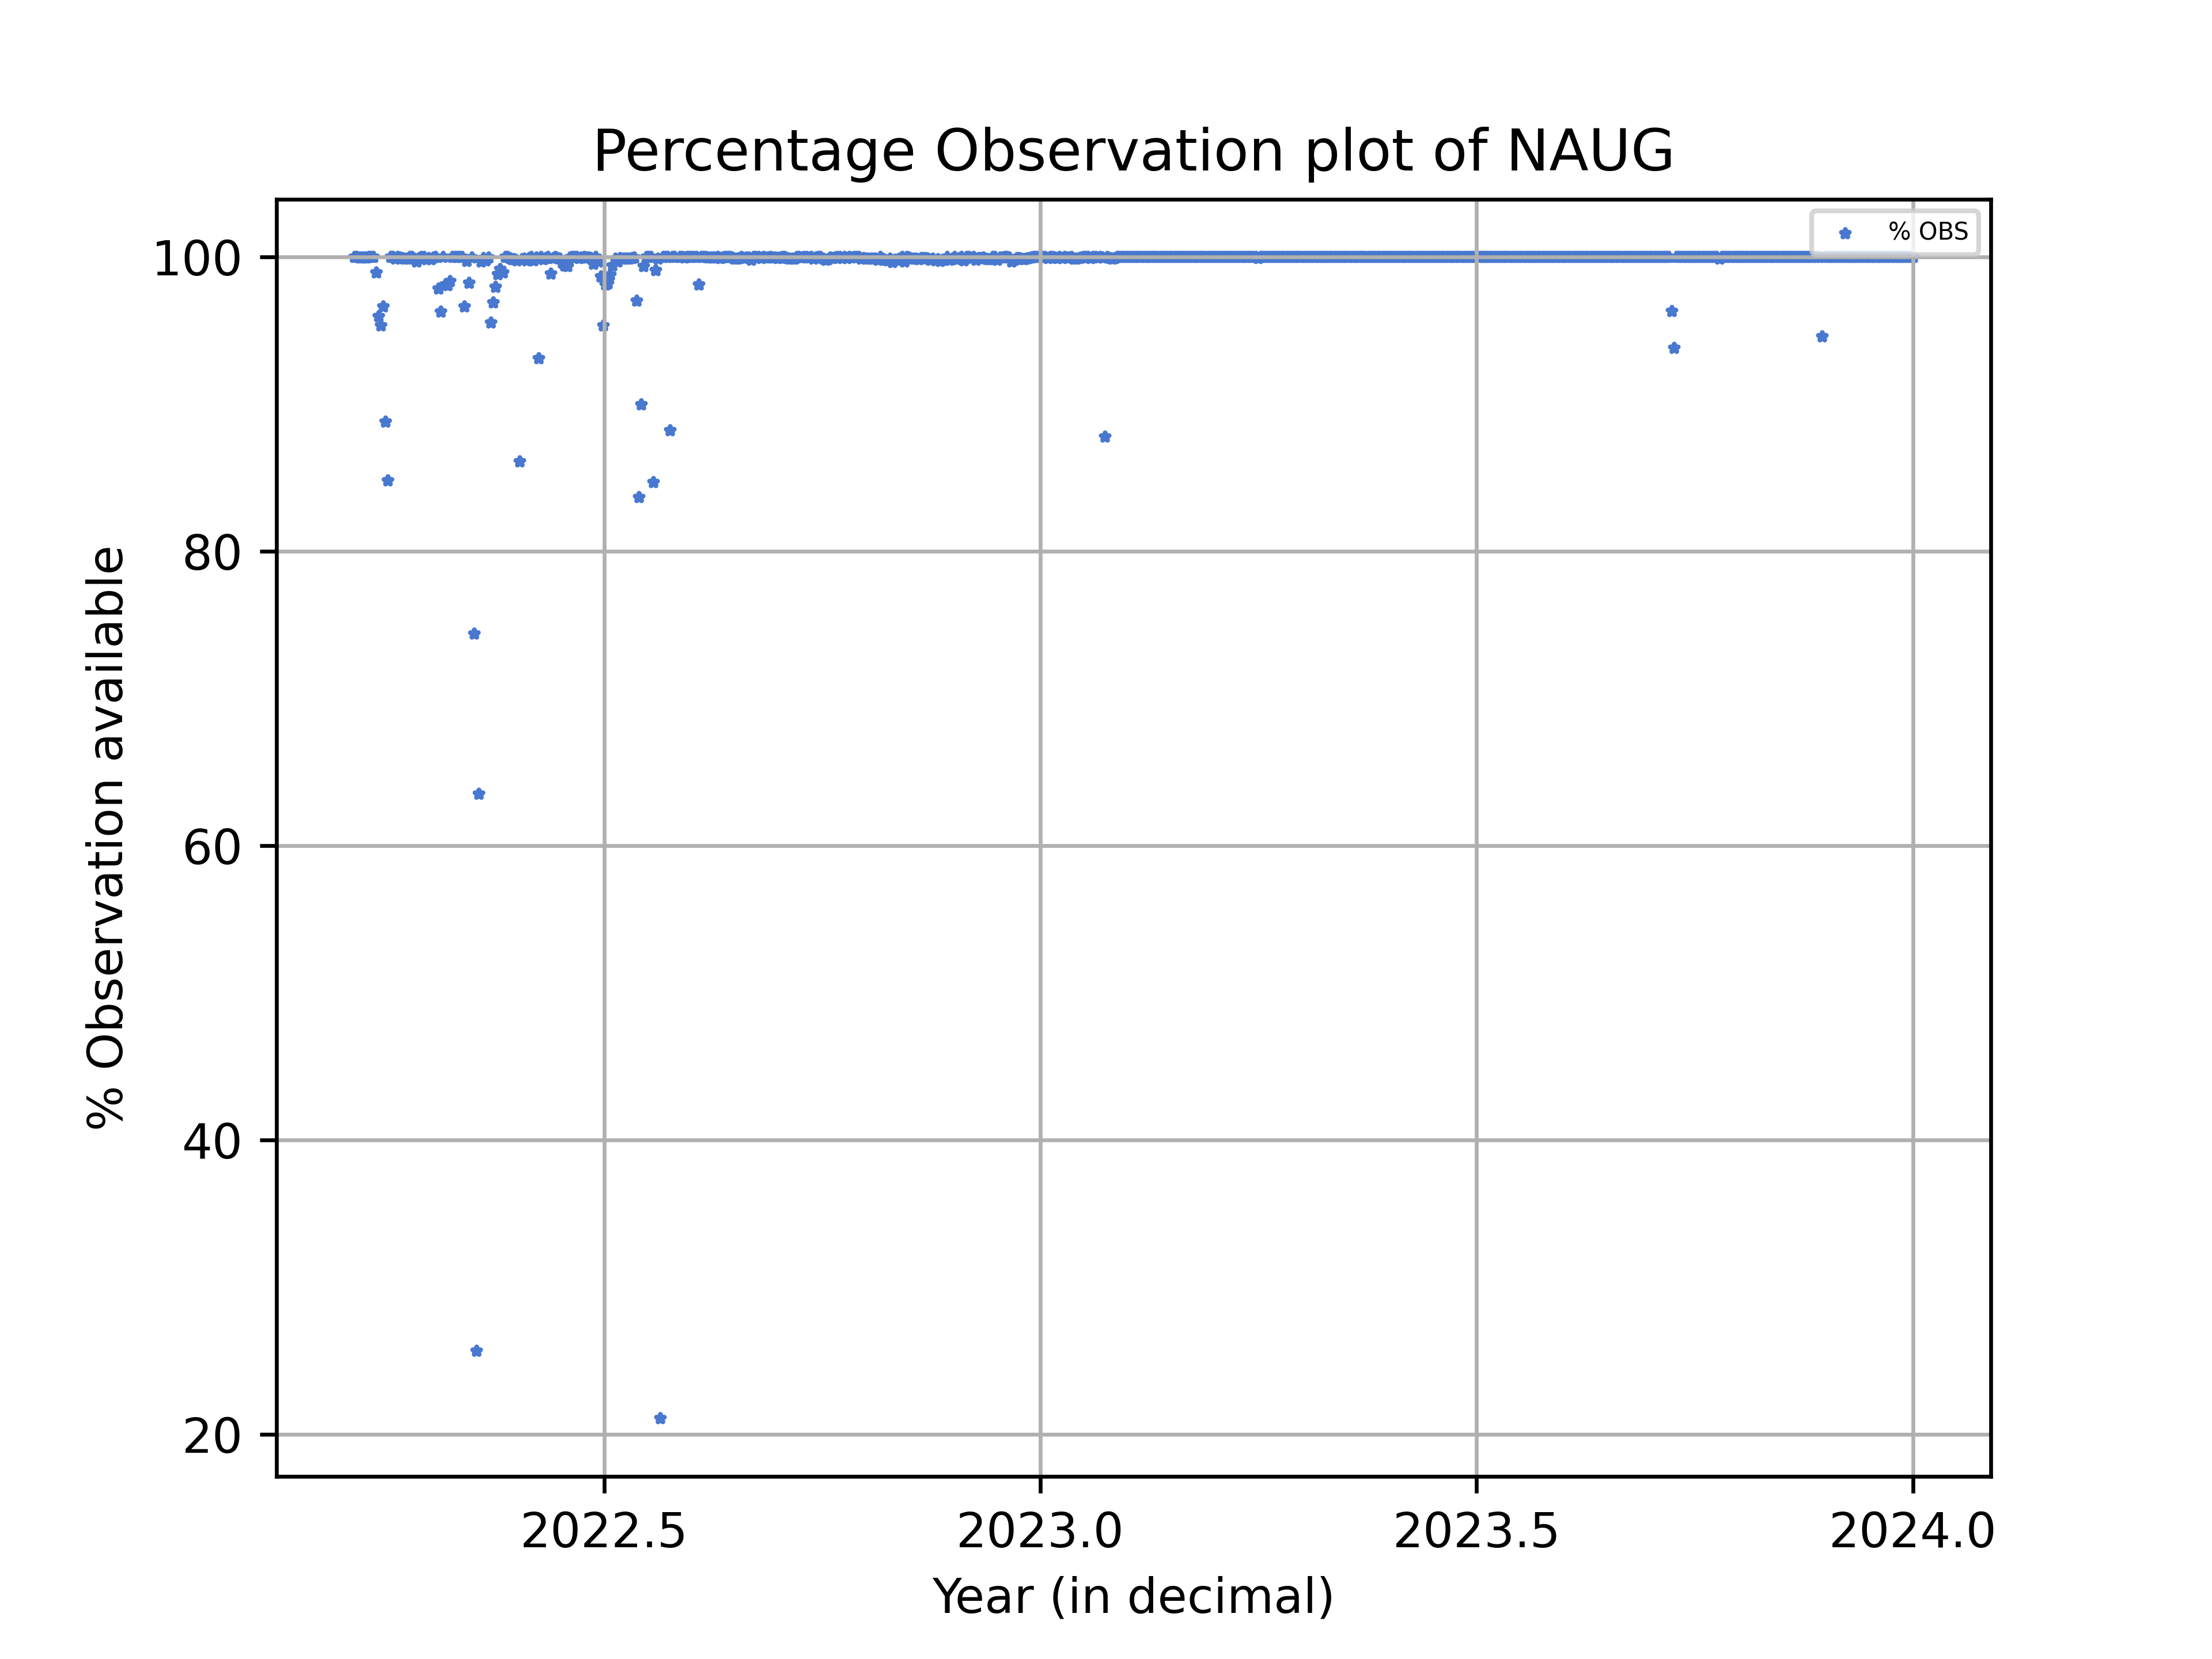 Percentage Observation plot of NAUG
% OBS
100
80
60
40
20
% Observation available
2022.5 2023.0 2023.5 2024.0
Year (in decimal)